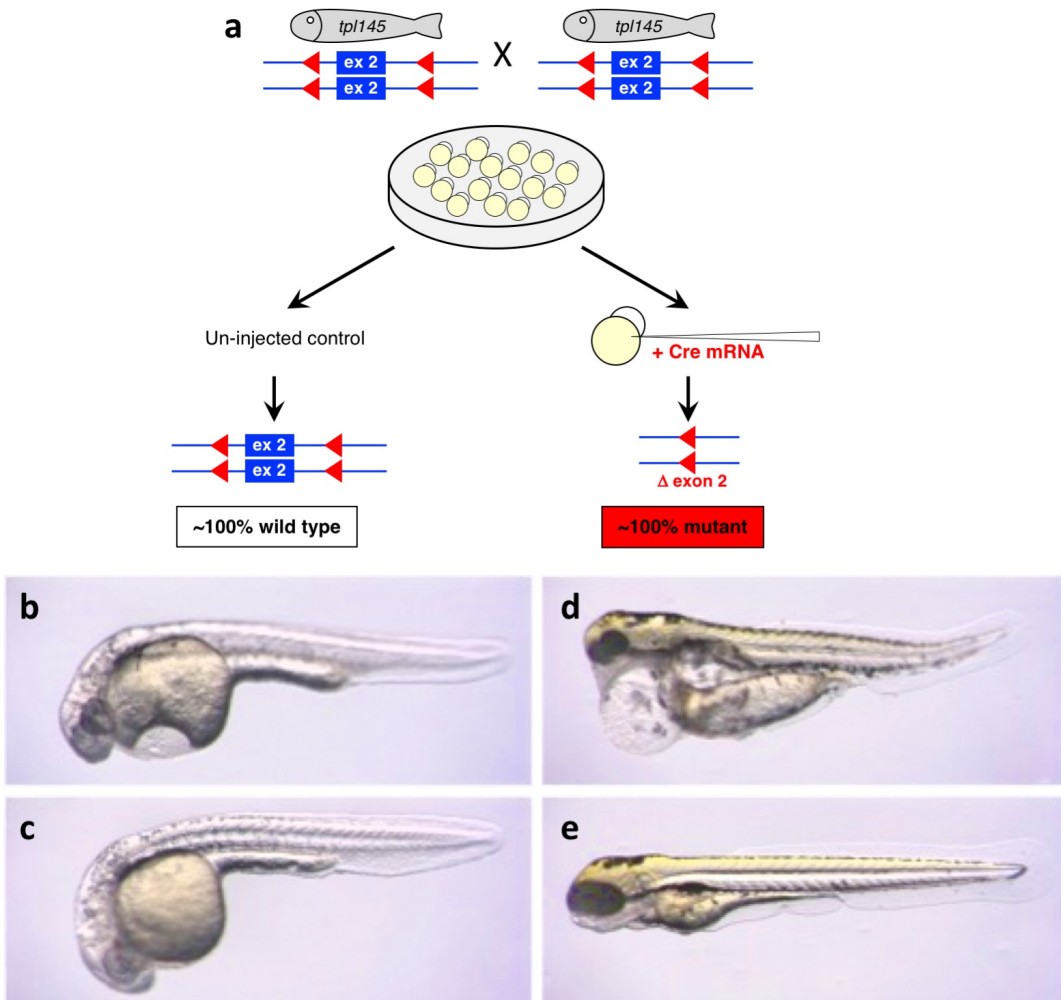 a
tpl145
X
tpl145
ex 2
ex 2
ex 2
ex 2
Un-injected control
+ Cre mRNA
ex 2
ex 2
Δ exon 2
~100% wild type
~100% mutant
b
d
c
e